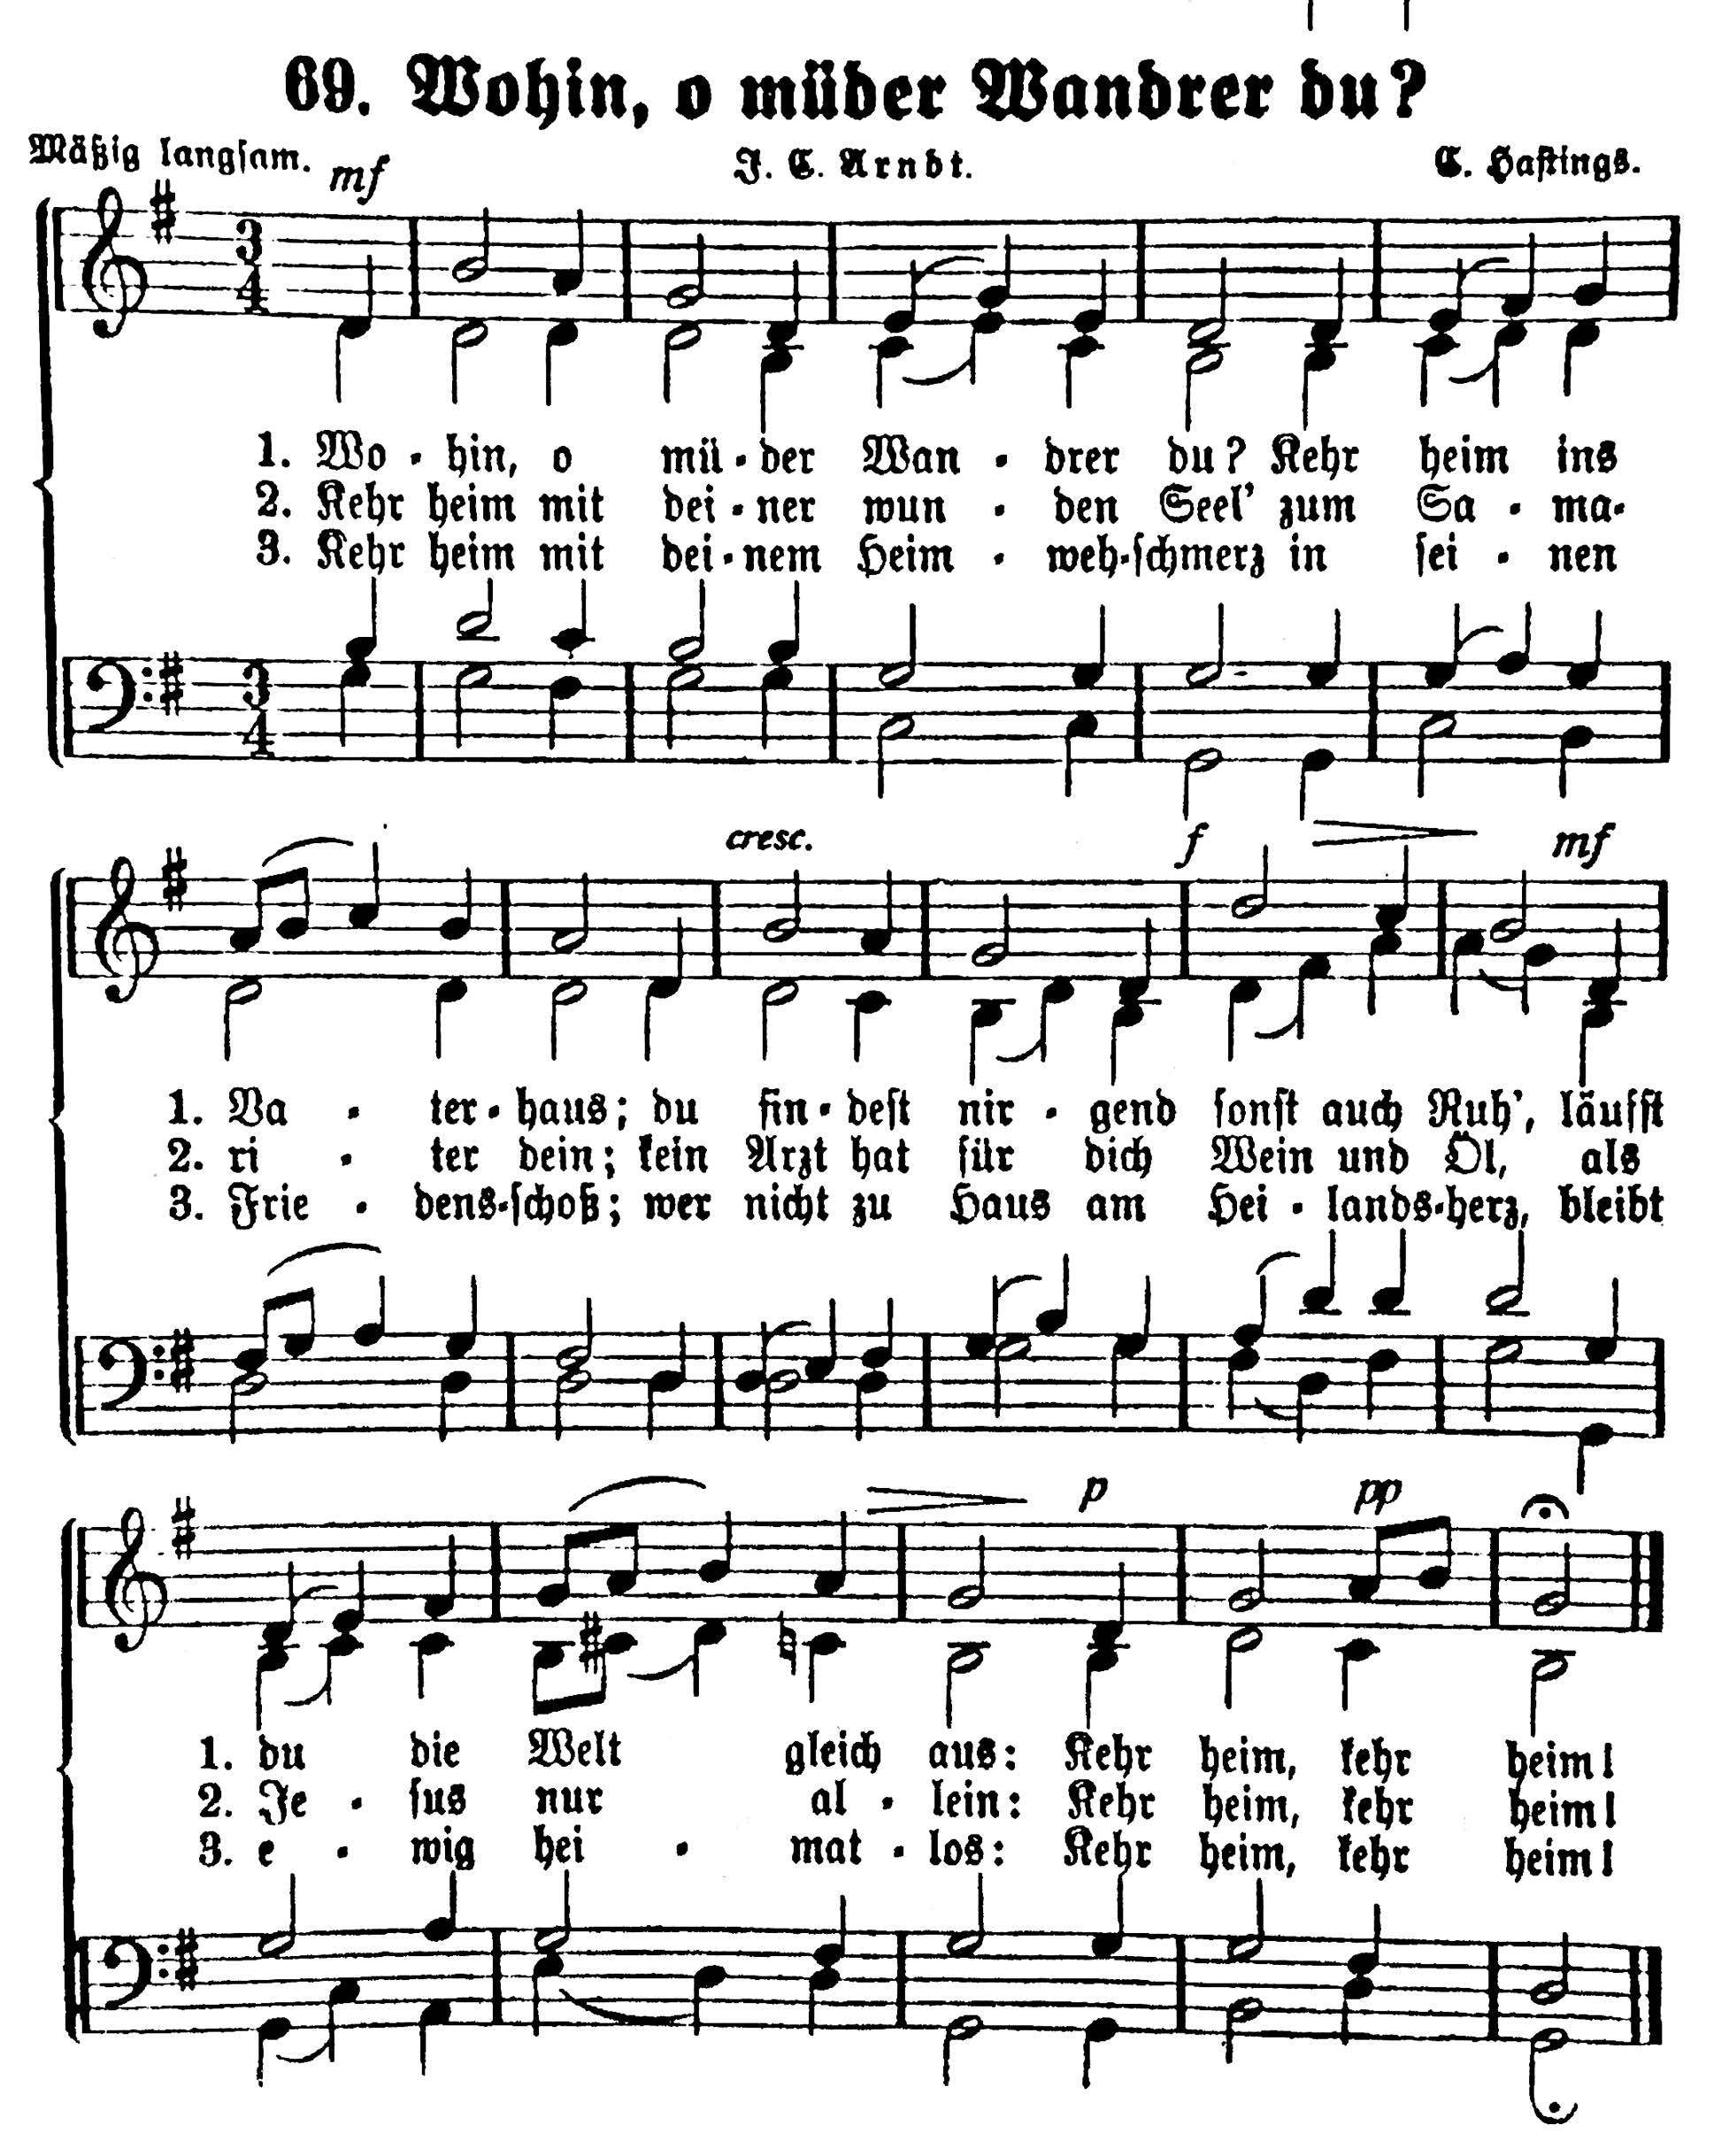 69. Wohin, o müder Wandrer du?
Mäßig langsam. mf J. C. Arndt. C. Hastings.
3 4
1. Wo - hin, o mü - der Wan - drer du? Kehr heim ins
2. Kehr heim mit dei - ner wun - den Seel' zum Sa - ma-
3. Kehr heim mit dei - nem Heim - weh-schmerz in sei - nen
3 4
cresc. f mf
1. Va - ter - haus; du fin - dest nir - gend sonst auch Ruh', läufst
2. ri - ter dein; kein Arzt hat für dich Wein und Öl, als
3. Frie - dens-schoß; wer nicht zu Haus am Hei - lands-herz, bleibt
p pp
1. du die Welt gleich aus: Kehr heim, kehr heim!
2. Je - sus nur al - lein: Kehr heim, kehr heim!
3. e - wig hei - mat - los: Kehr heim, kehr heim!